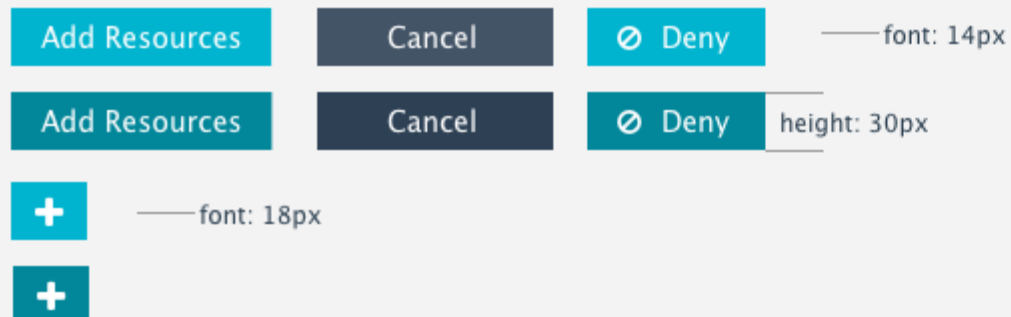 Add Resources Cancel Deny font: 14px
Add Resources Cancel Deny height: 30px
font: 18px